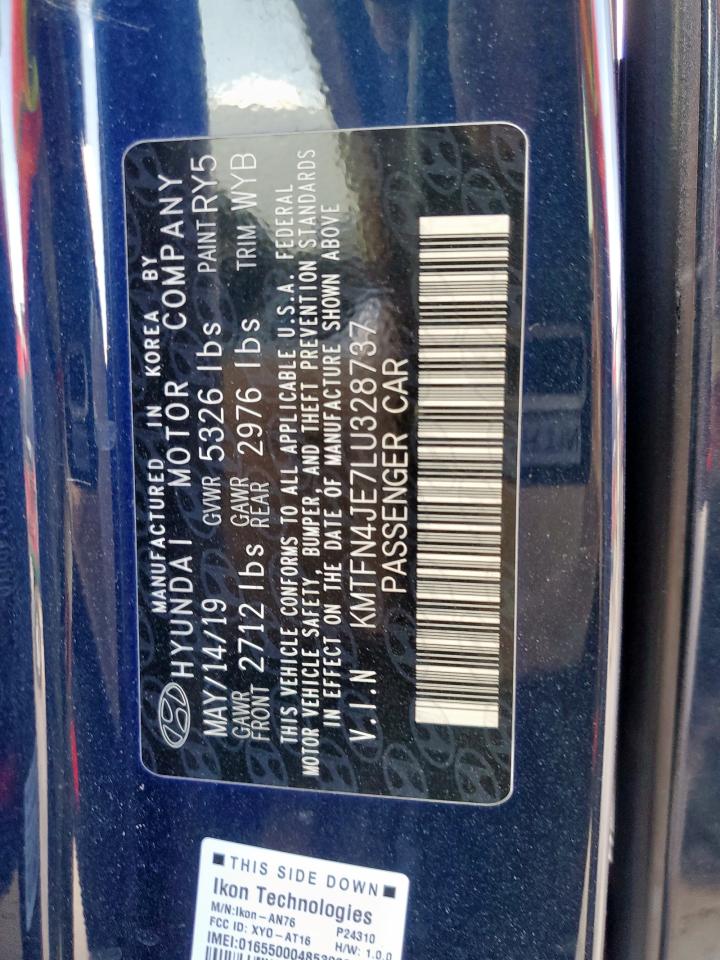 MANUFACTURED IN KOREA BY
HYUNDAI MOTOR COMPANY
MAY/14/19 GVWR 5326 lbs PAINT RY5
GAWR FRONT 2712 lbs GAWR REAR 2976 lbs TRIM WYB
THIS VEHICLE CONFORMS TO ALL APPLICABLE U.S.A. FEDERAL
MOTOR VEHICLE SAFETY, BUMPER, AND THEFT PREVENTION STANDARDS
IN EFFECT ON THE DATE OF MANUFACTURE SHOWN ABOVE
V.I.N KMTFN4JE7LU328737
PASSENGER CAR
THIS SIDE DOWN
Ikon Technologies
M/N:Ikon-AN76 P24310
FCC ID: XYO-AT16 H/W: 1.0.0